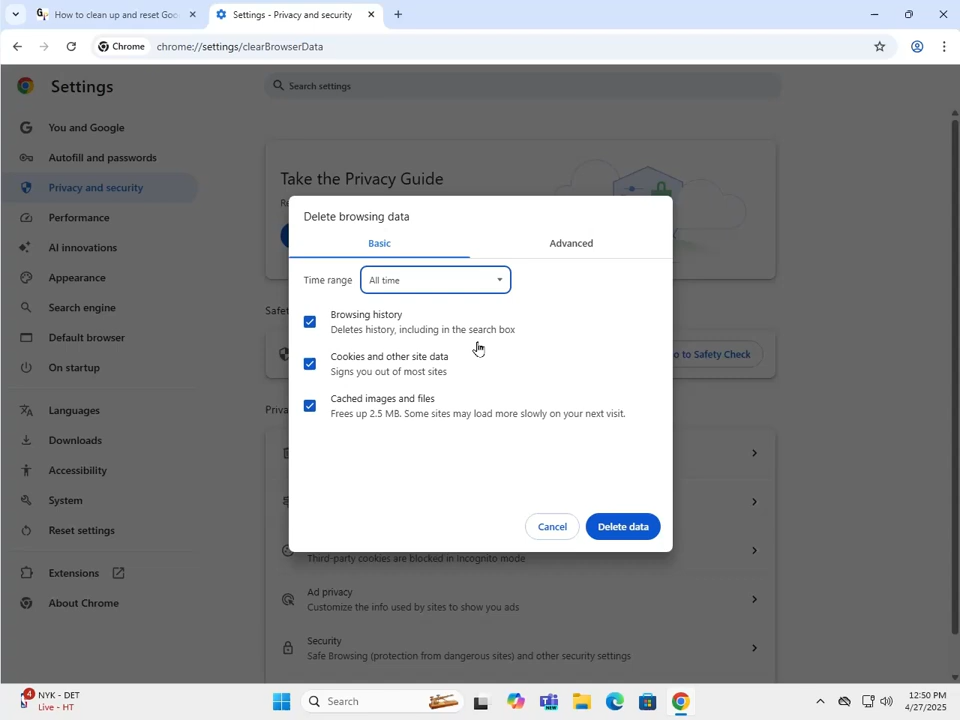 How to clean up and reset Goo
Settings - Privacy and security
Chrome
chrome://settings/clearBrowserData
Settings
Search settings
You and Google
Autofill and passwords
Privacy and security
Performance
AI innovations
Appearance
Search engine
Default browser
On startup
Languages
Downloads
Accessibility
System
Reset settings
Extensions
About Chrome
Take the Privacy Guide
Delete browsing data
Basic
Advanced
Time range
All time
Browsing history
Deletes history, including in the search box
Cookies and other site data
Signs you out of most sites
Cached images and files
Frees up 2.5 MB. Some sites may load more slowly on your next visit.
Cancel
Delete data
Safet
o to Safety Check
Priva
Third-party cookies are blocked in Incognito mode
Ad privacy
Customize the info used by sites to show you ads
Security
Safe Browsing (protection from dangerous sites) and other security settings
4
NYK - DET
Live - HT
Search
NEW
12:50 PM
4/27/2025